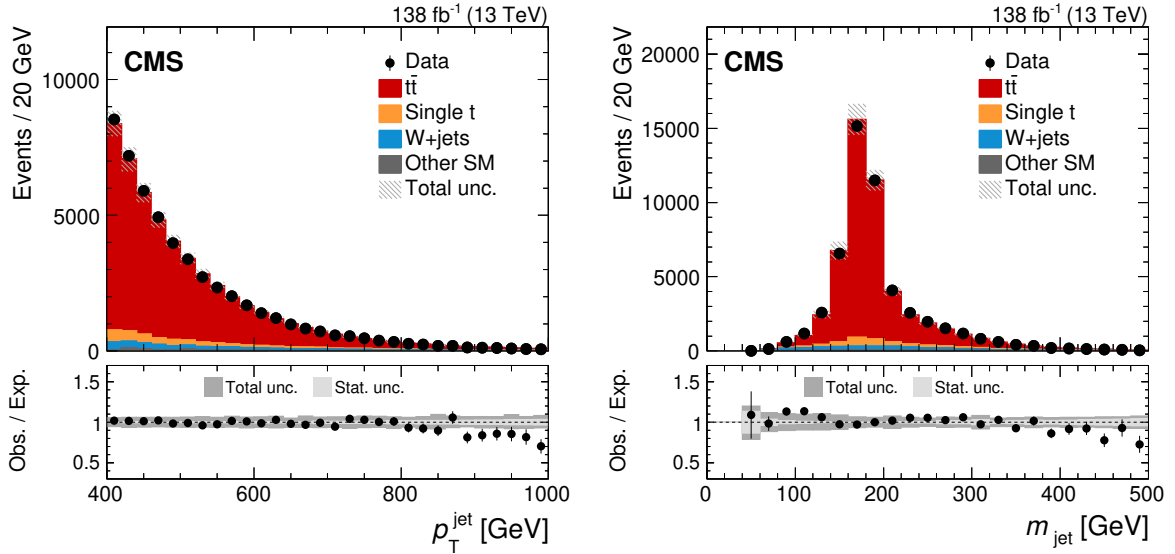 138 fb-1 (13 TeV)
CMS
Events / 20 GeV
10000
5000
0
Data
tt̄
Single t
W+jets
Other SM
Total unc.
Obs. / Exp.
1.5
1
0.5
Total unc.
Stat. unc.
400
600
800
1000
pTjet [GeV]
138 fb-1 (13 TeV)
CMS
Events / 20 GeV
20000
15000
10000
5000
0
Data
tt̄
Single t
W+jets
Other SM
Total unc.
Obs. / Exp.
1.5
1
0.5
Total unc.
Stat. unc.
0
100
200
300
400
500
mjet [GeV]